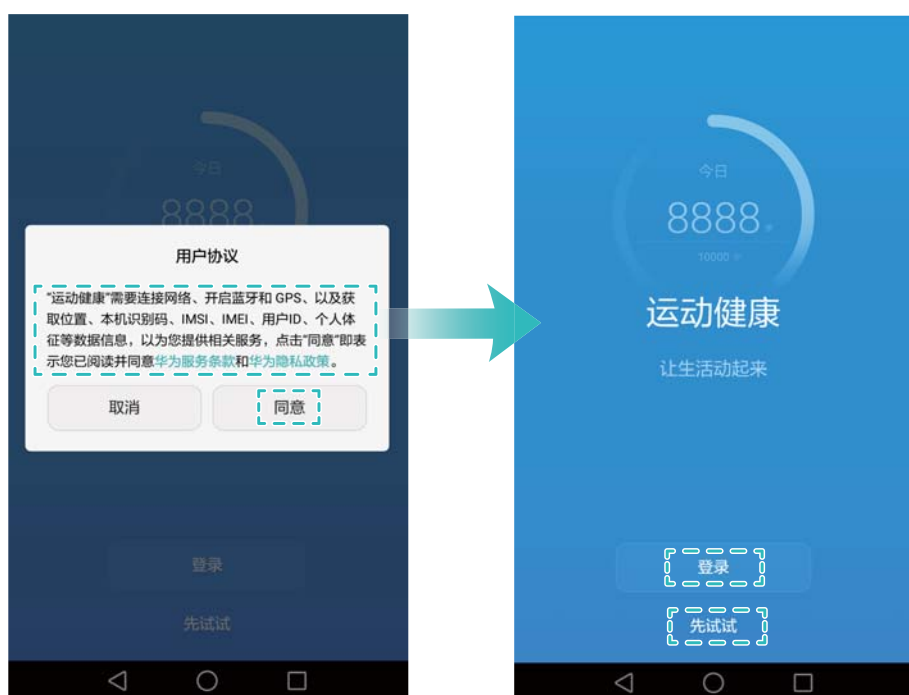 今日
8888
用户协议
“运动健康”需要连接网络、开启蓝牙和 GPS、以及获
取位置、本机识别码、IMSI、IMEI、用户ID、个人体
征等数据信息，以为您提供相关服务，点击“同意”即表
示您已阅读并同意华为服务条款和华为隐私政策。
取消
同意
登录
先试试
今日
8888 步
10000 步
运动健康
让生活动起来
登录
先试试